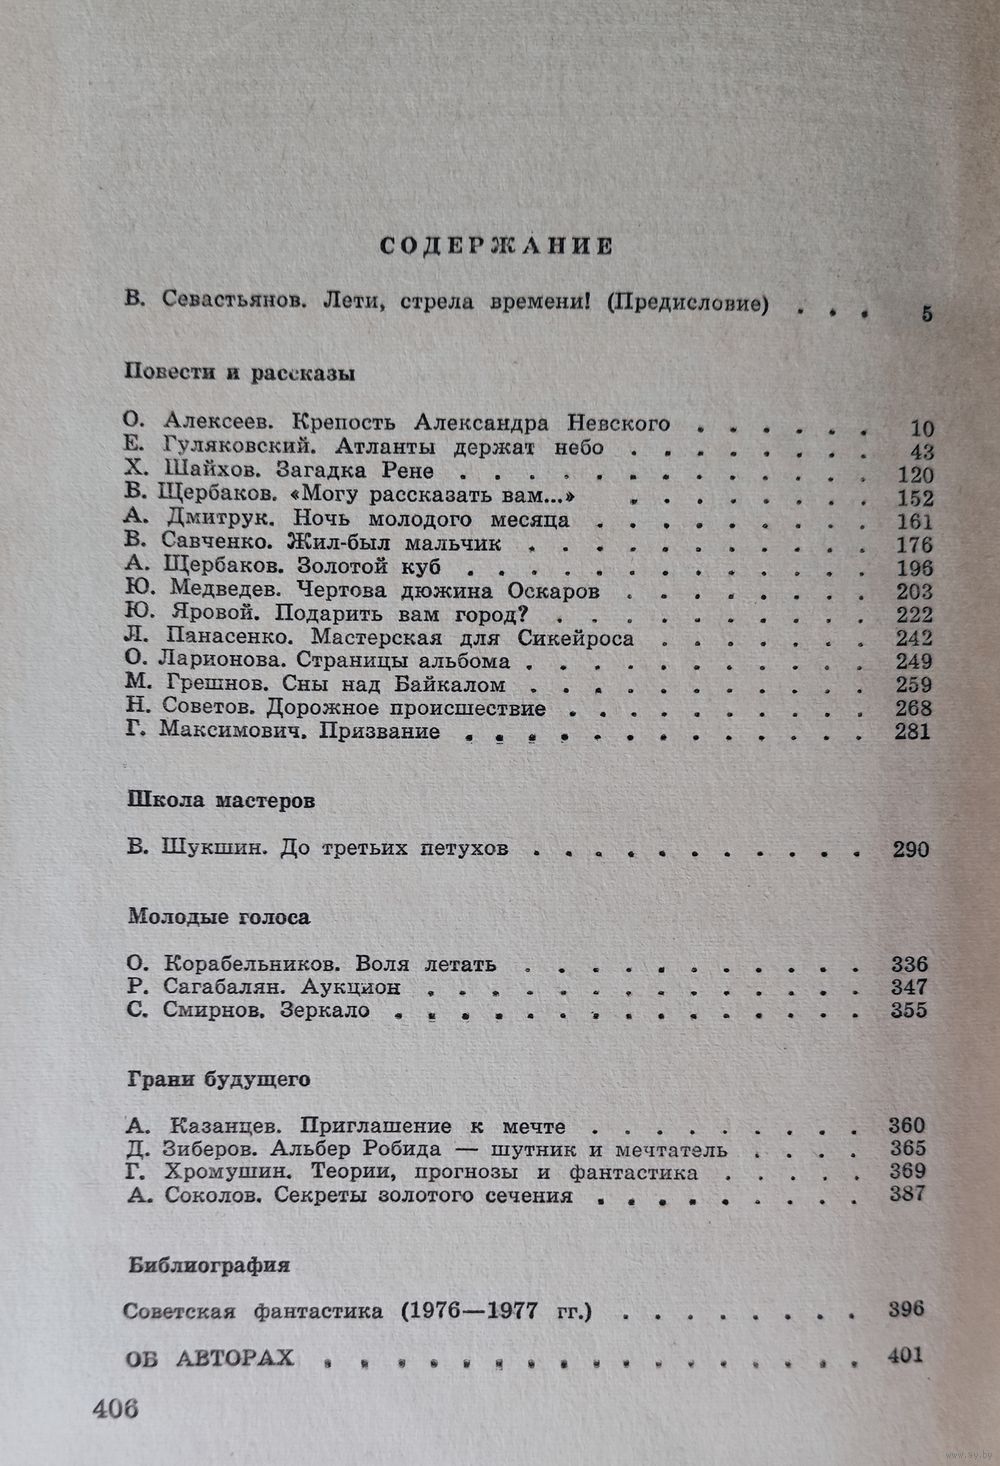 СОДЕРЖАНИЕ
В. Севастьянов. Лети, стрела времени! (Предисловие) . . . 5
Повести и рассказы
О. Алексеев. Крепость Александра Невского . . . . . . 10
Е. Гуляковский. Атланты держат небо . . . . . . . . 43
Х. Шайхов. Загадка Рене . . . . . . . . . . . . . 120
В. Щербаков. «Могу рассказать вам...» . . . . . . . . 152
А. Дмитрук. Ночь молодого месяца . . . . . . . . . 161
В. Савченко. Жил-был мальчик . . . . . . . . . . . 176
А. Щербаков. Золотой куб . . . . . . . . . . . . . 196
Ю. Медведев. Чертова дюжина Оскаров . . . . . . . . 203
Ю. Яровой. Подарить вам город? . . . . . . . . . . 222
Л. Панасенко. Мастерская для Сикейроса . . . . . . . 242
О. Ларионова. Страницы альбома . . . . . . . . . . . 249
М. Грешнов. Сны над Байкалом . . . . . . . . . . . 259
Н. Советов. Дорожное происшествие . . . . . . . . . . 268
Г. Максимович. Призвание . . . . . . . . . . . . . 281
Школа мастеров
В. Шукшин. До третьих петухов . . . . . . . . . . . 290
Молодые голоса
О. Корабельников. Воля летать . . . . . . . . . . . 336
Р. Сагабалян. Аукцион . . . . . . . . . . . . . . 347
С. Смирнов. Зеркало . . . . . . . . . . . . . . . 355
Грани будущего
А. Казанцев. Приглашение к мечте . . . . . . . . . 360
Д. Зиберов. Альбер Робида — шутник и мечтатель . . . . 365
Г. Хромушин. Теории, прогнозы и фантастика . . . . . 369
А. Соколов. Секреты золотого сечения . . . . . . . . . 387
Библиография
Советская фантастика (1976—1977 гг.) . . . . . . . . 396
ОБ АВТОРАХ . . . . . . . . . . . . . . . . . 401
406
www.ay.by